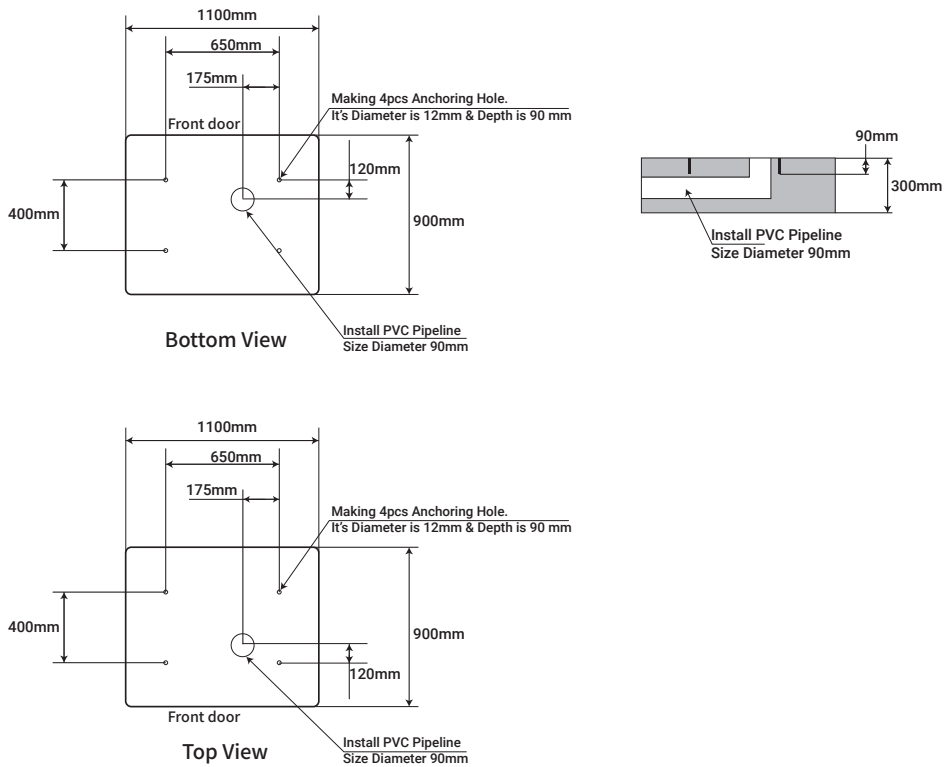 1100mm
650mm
175mm
Making 4pcs Anchoring Hole.
It's Diameter is 12mm & Depth is 90 mm
Front door
120mm
400mm
900mm
Install PVC Pipeline
Size Diameter 90mm
Bottom View
90mm
300mm
Install PVC Pipeline
Size Diameter 90mm
1100mm
650mm
175mm
Making 4pcs Anchoring Hole.
It's Diameter is 12mm & Depth is 90 mm
400mm
900mm
120mm
Front door
Install PVC Pipeline
Size Diameter 90mm
Top View